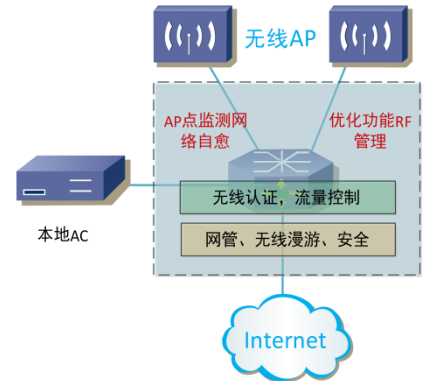 无线AP
AP点监测网
络自愈
优化功能RF
管理
无线认证，流量控制
本地AC
网管、无线漫游、安全
Internet